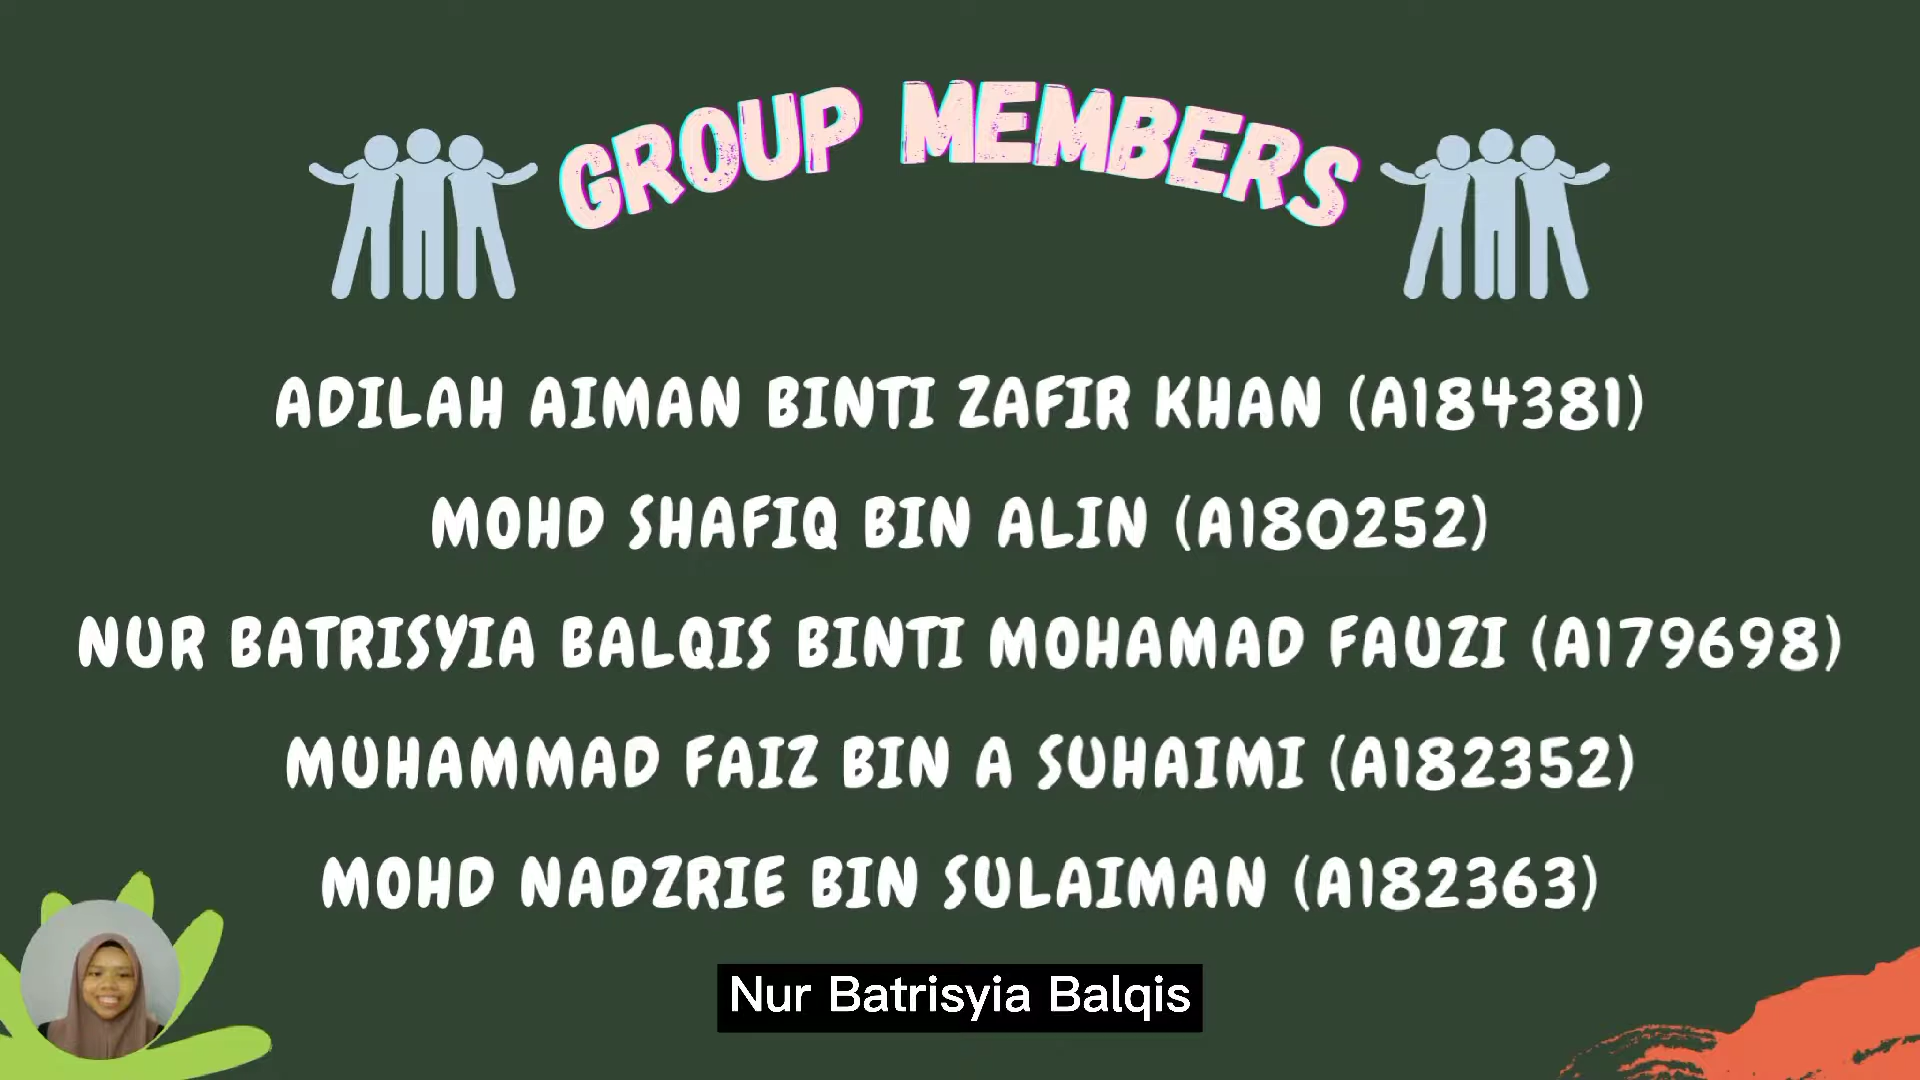 GROUP MEMBERS
ADILAH AIMAN BINTI ZAFIR KHAN (A184381)
MOHD SHAFIQ BIN ALIN (A180252)
NUR BATRISYIA BALQIS BINTI MOHAMAD FAUZI (A179698)
MUHAMMAD FAIZ BIN A SUHAIMI (A182352)
MOHD NADZRIE BIN SULAIMAN (A182363)
Nur Batrisyia Balqis